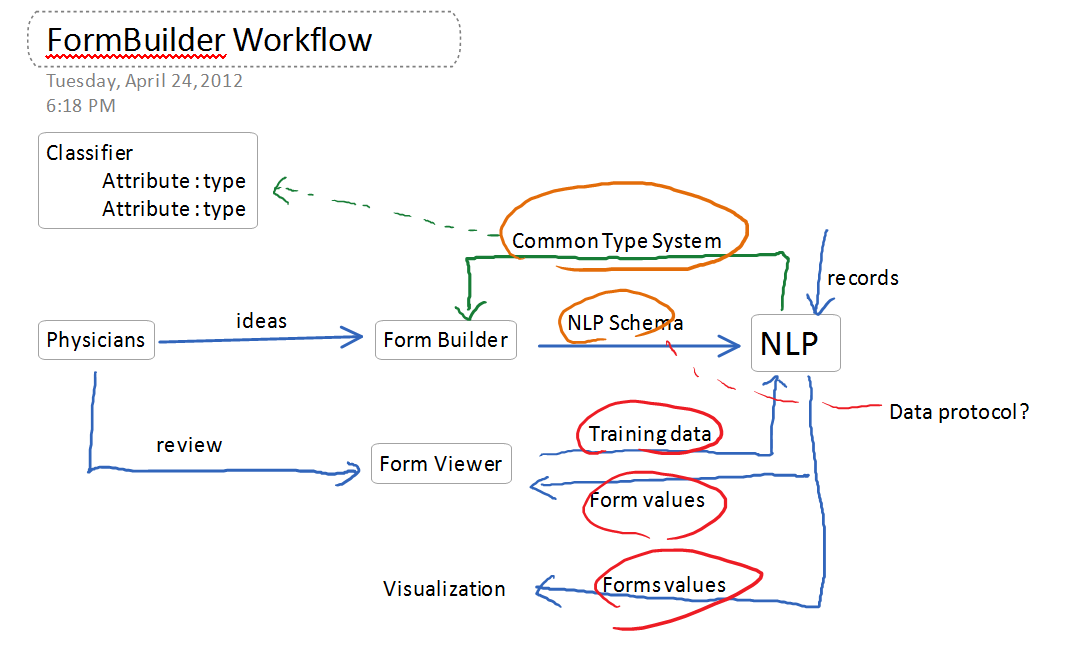 FormBuilder Workflow
Tuesday, April 24, 2012
6:18 PM
Classifier
Attribute : type
Attribute : type
Common Type System
records
ideas
NLP Schema
Physicians
Form Builder
NLP
Data protocol?
Training data
review
Form Viewer
Form values
Visualization
Forms values